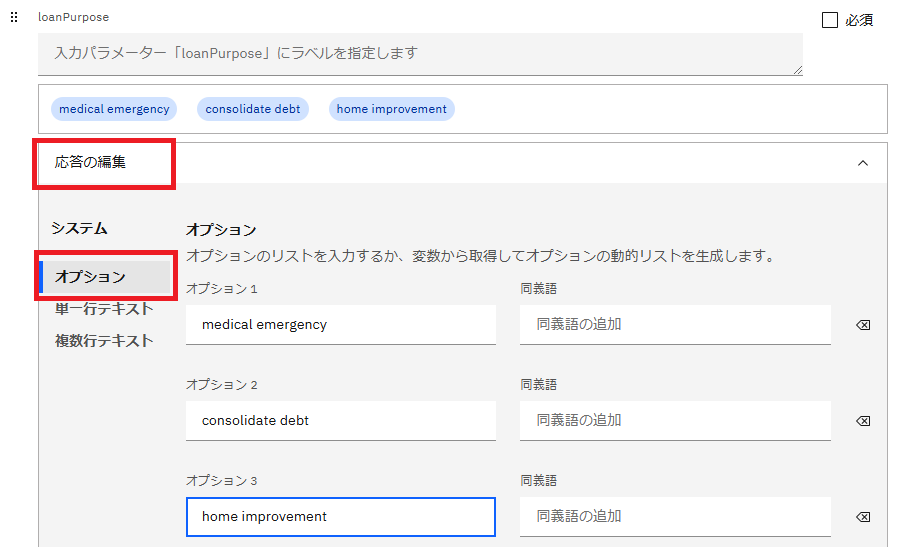 loanPurpose
必須
入力パラメーター「loanPurpose」にラベルを指定します
medical emergency consolidate debt home improvement
応答の編集
システム
オプション
単一行テキスト
複数行テキスト
オプション
オプションのリストを入力するか、変数から取得してオプションの動的リストを生成します。
オプション 1 同義語
medical emergency 同義語の追加
オプション 2 同義語
consolidate debt 同義語の追加
オプション 3 同義語
home improvement 同義語の追加